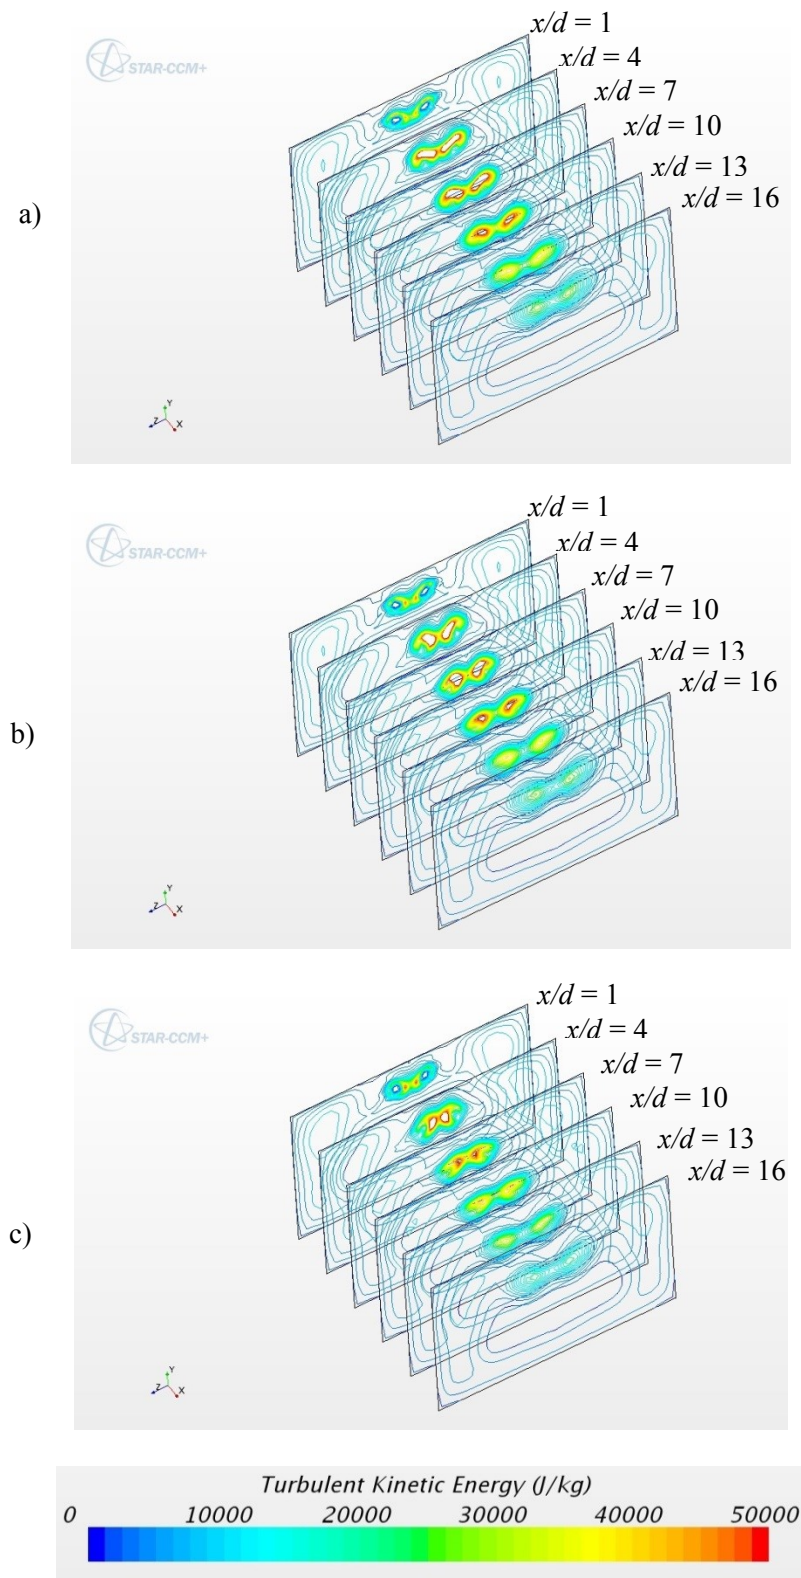 x/d = 1
STAR-CCM+
x/d = 4
x/d = 7
x/d = 10
x/d = 13
x/d = 16
a)
Y
Z X
x/d = 1
STAR-CCM+
x/d = 4
x/d = 7
x/d = 10
x/d = 13
x/d = 16
b)
Y
Z X
x/d = 1
STAR-CCM+
x/d = 4
x/d = 7
x/d = 10
x/d = 13
x/d = 16
c)
Y
Z X
Turbulent Kinetic Energy (J/kg)
0 10000 20000 30000 40000 50000